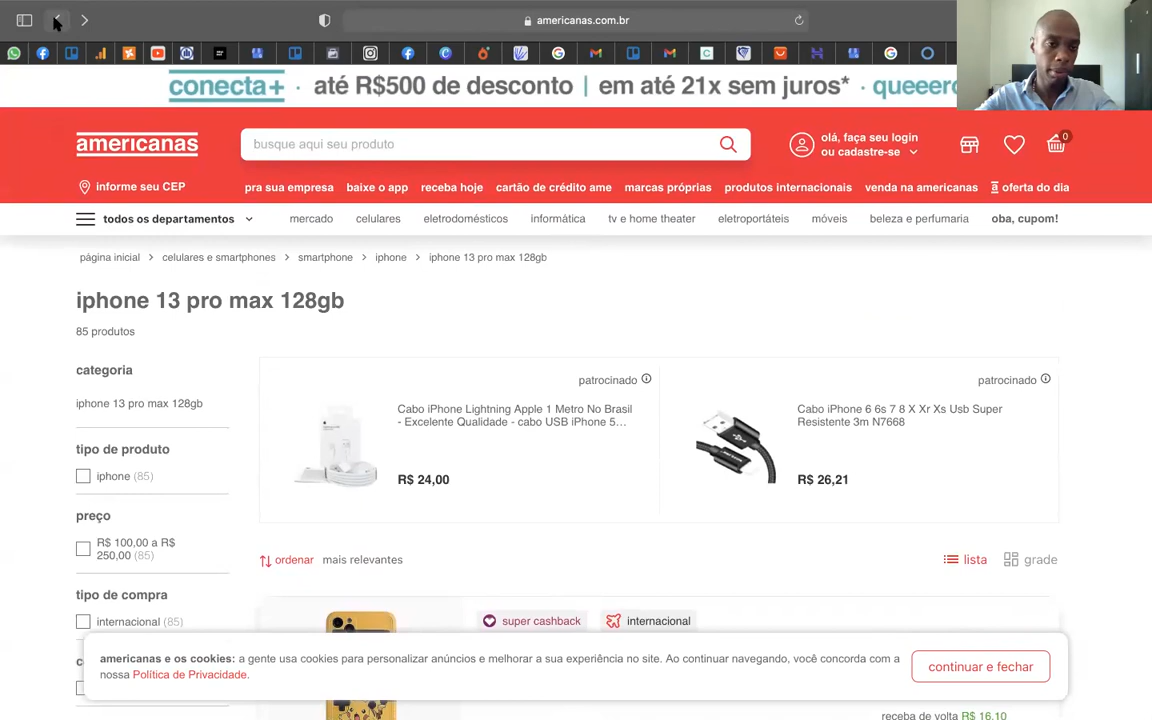 americanas.com.br
conecta+ · até R$500 de desconto | em até 21x sem juros* ·
americanas
busque aqui seu produto
olá, faça seu login
ou cadastre-se
0
informe seu CEP
pra sua empresa
baixe o app
receba hoje
cartão de crédito ame
marcas próprias
produtos internacionais
venda na americanas
oferta do dia
todos os departamentos
mercado
celulares
eletrodomésticos
informática
tv e home theater
eletroportáteis
móveis
beleza e perfumaria
oba, cupom!
página inicial > celulares e smartphones > smartphone > iphone > iphone 13 pro max 128gb
iphone 13 pro max 128gb
85 produtos
categoria
iphone 13 pro max 128gb
tipo de produto
iphone (85)
preço
R$ 100,00 a R$
250,00 (85)
tipo de compra
internacional (85)
patrocinado
Cabo iPhone Lightning Apple 1 Metro No Brasil
- Excelente Qualidade - cabo USB iPhone 5...
R$ 24,00
patrocinado
Cabo iPhone 6 6s 7 8 X Xr Xs Usb Super
Resistente 3m N7668
R$ 26,21
ordenar
mais relevantes
lista
grade
super cashback
internacional
americanas e os cookies: a gente usa cookies para personalizar anúncios e melhorar a sua experiência no site. Ao continuar navegando, você concorda com a
nossa Política de Privacidade.
continuar e fechar
receba de volta R$ 16,10